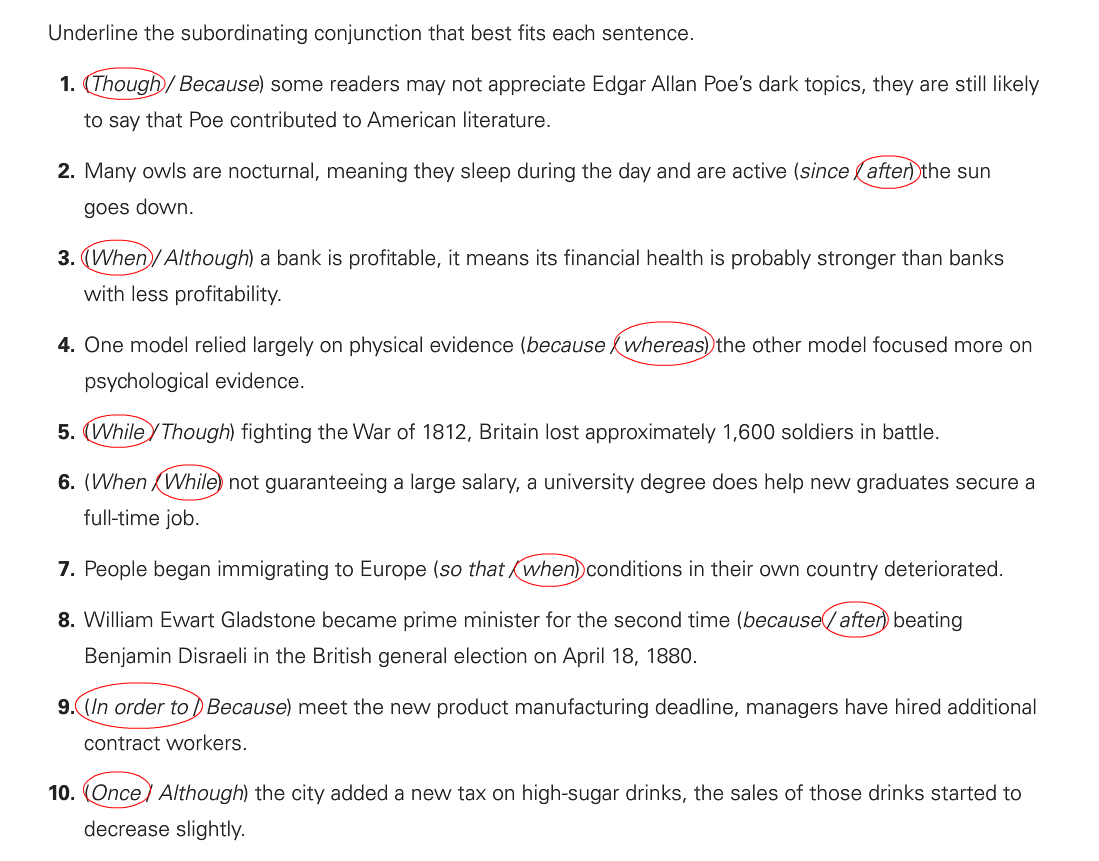 Underline the subordinating conjunction that best fits each sentence.
1. (Though / Because) some readers may not appreciate Edgar Allan Poe’s dark topics, they are still likely
to say that Poe contributed to American literature.
2. Many owls are nocturnal, meaning they sleep during the day and are active (since / after) the sun
goes down.
3. (When / Although) a bank is profitable, it means its financial health is probably stronger than banks
with less profitability.
4. One model relied largely on physical evidence (because / whereas) the other model focused more on
psychological evidence.
5. (While / Though) fighting the War of 1812, Britain lost approximately 1,600 soldiers in battle.
6. (When / While) not guaranteeing a large salary, a university degree does help new graduates secure a
full-time job.
7. People began immigrating to Europe (so that / when) conditions in their own country deteriorated.
8. William Ewart Gladstone became prime minister for the second time (because / after) beating
Benjamin Disraeli in the British general election on April 18, 1880.
9. (In order to / Because) meet the new product manufacturing deadline, managers have hired additional
contract workers.
10. (Once / Although) the city added a new tax on high-sugar drinks, the sales of those drinks started to
decrease slightly.